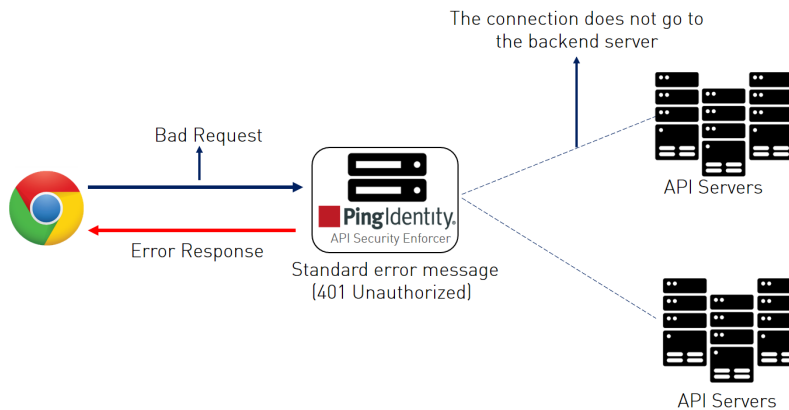 The connection does not go to
the backend server
Bad Request
API Servers
PingIdentity.
API Security Enforcer
Error Response
Standard error message
(401 Unauthorized)
API Servers